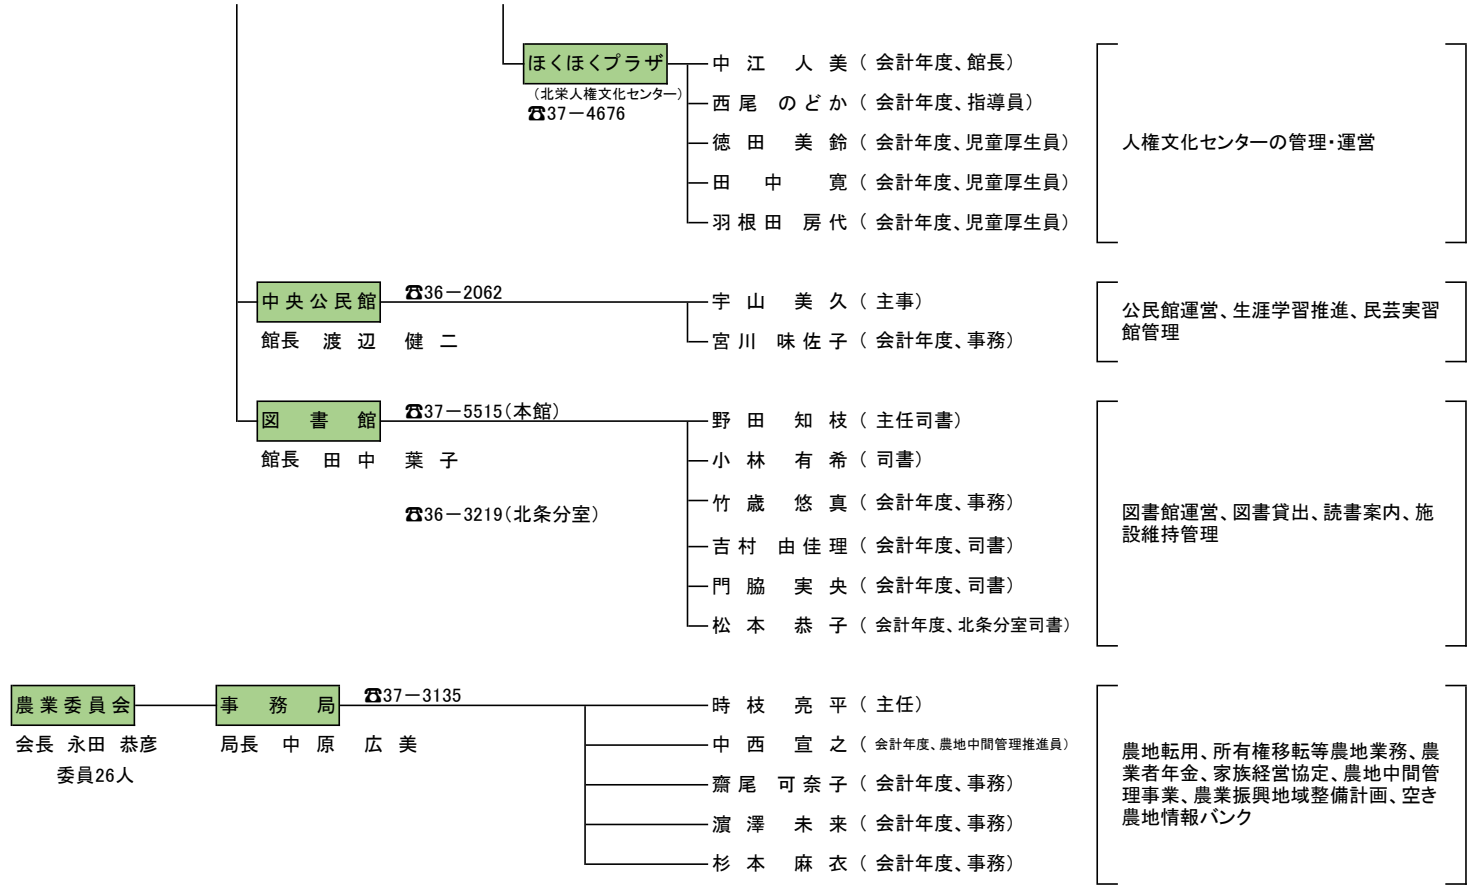 ほくほくプラザ
（北栄人権文化センター）
☎37－4676
中江 人美（ 会計年度、館長）
西尾 のどか（ 会計年度、指導員）
徳田 美鈴（ 会計年度、児童厚生員）
田中 寛（ 会計年度、児童厚生員）
羽根田 房代（ 会計年度、児童厚生員）
人権文化センターの管理・運営
中央公民館
☎36－2062
館長 渡辺 健二
宇山 美久（ 主事）
宮川 味佐子（ 会計年度、事務）
公民館運営、生涯学習推進、民芸実習
館管理
図書館
☎37－5515（本館）
館長 田中 葉子
☎36－3219（北条分室）
野田 知枝（ 主任司書）
小林 有希（ 司書）
竹歳 悠真（ 会計年度、事務）
吉村 由佳理（ 会計年度、司書）
門脇 実央（ 会計年度、司書）
松本 恭子（ 会計年度、北条分室司書）
図書館運営、図書貸出、読書案内、施
設維持管理
農業委員会
会長 永田 恭彦
委員26人
事務局
☎37－3135
局長 中原 広美
時枝 亮平（ 主任）
中西 宣之（ 会計年度、農地中間管理推進員）
齋尾 可奈子（ 会計年度、事務）
濵澤 未来（ 会計年度、事務）
杉本 麻衣（ 会計年度、事務）
農地転用、所有権移転等農地業務、農
業者年金、家族経営協定、農地中間管
理事業、農業振興地域整備計画、空き
農地情報バンク